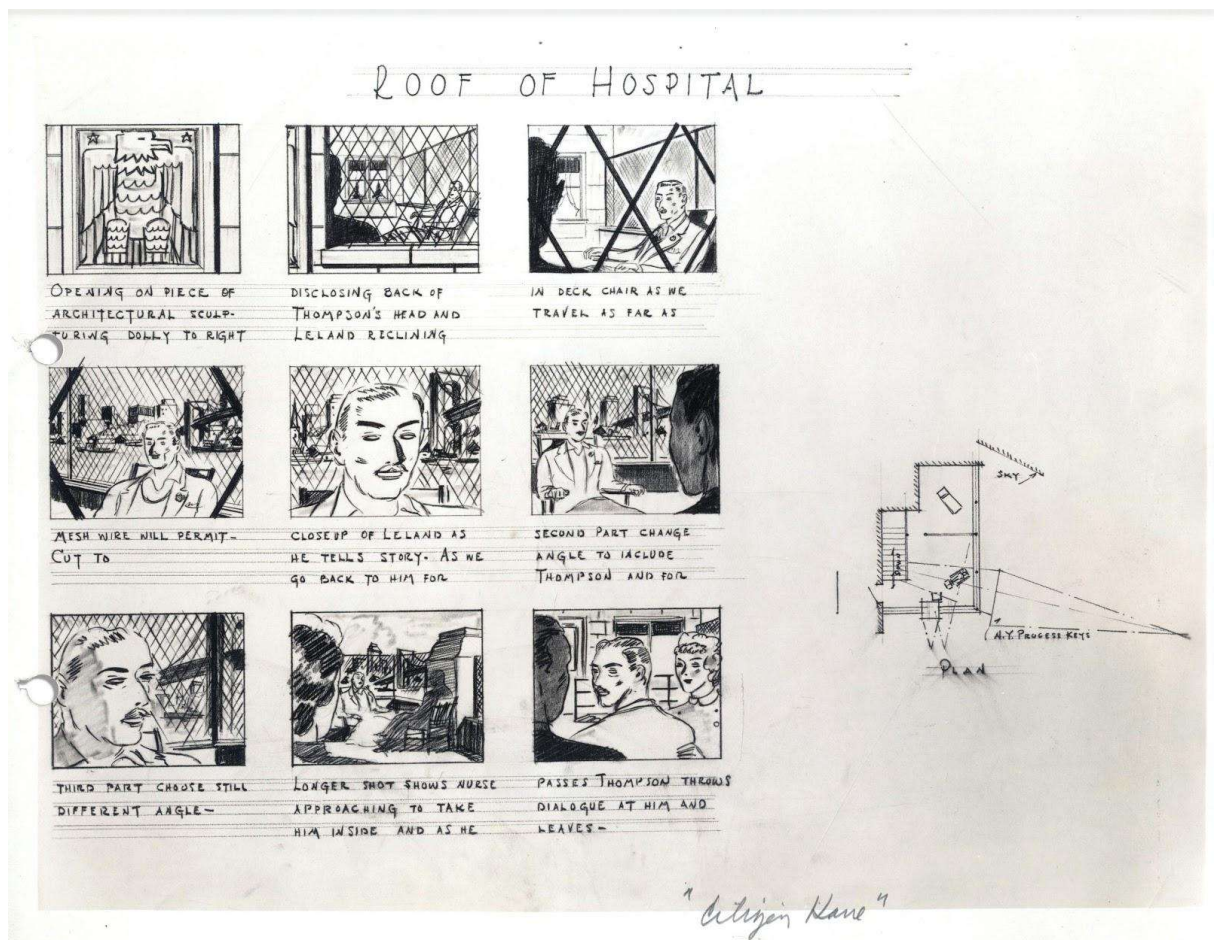 ROOF OF HOSPITAL
OPENING ON PIECE OF
ARCHITECTURAL SCULP-
TURING DOLLY TO RIGHT
DISCLOSING BACK OF
THOMPSON'S HEAD AND
LELAND RECLINING
IN DECK CHAIR AS WE
TRAVEL AS FAR AS
MESH WIRE WILL PERMIT-
CUT TO
CLOSEUP OF LELAND AS
HE TELLS STORY. AS WE
GO BACK TO HIM FOR
SECOND PART CHANGE
ANGLE TO INCLUDE
THOMPSON AND FOR
THIRD PART CHOOSE STILL
DIFFERENT ANGLE-
LONGER SHOT SHOWS NURSE
APPROACHING TO TAKE
HIM INSIDE AND AS HE
PASSES THOMPSON THROWS
DIALOGUE AT HIM AND
LEAVES-
SKY
DOWN
N.Y. PROCESS KEYS
PLAN
"Citizen Kane"